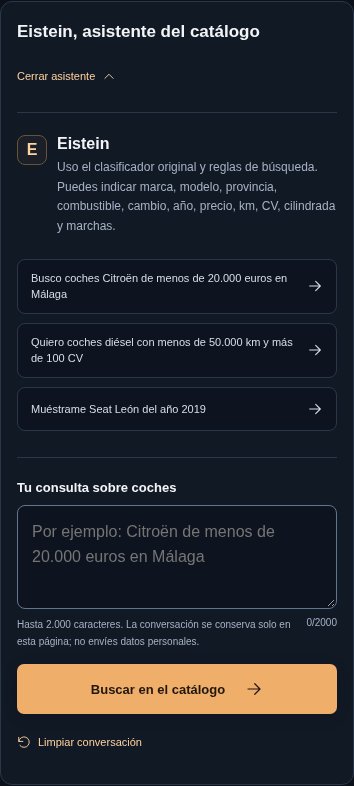 Eistein, asistente del catálogo
Cerrar asistente
E
Eistein
Uso el clasificador original y reglas de búsqueda.
Puedes indicar marca, modelo, provincia,
combustible, cambio, año, precio, km, CV, cilindrada
y marchas.
Busco coches Citroën de menos de 20.000 euros en
Málaga
Quiero coches diésel con menos de 50.000 km y más
de 100 CV
Muéstrame Seat León del año 2019
Tu consulta sobre coches
Por ejemplo: Citroën de menos de
20.000 euros en Málaga
Hasta 2.000 caracteres. La conversación se conserva solo en
esta página; no envíes datos personales.
0/2000
Buscar en el catálogo
Limpiar conversación